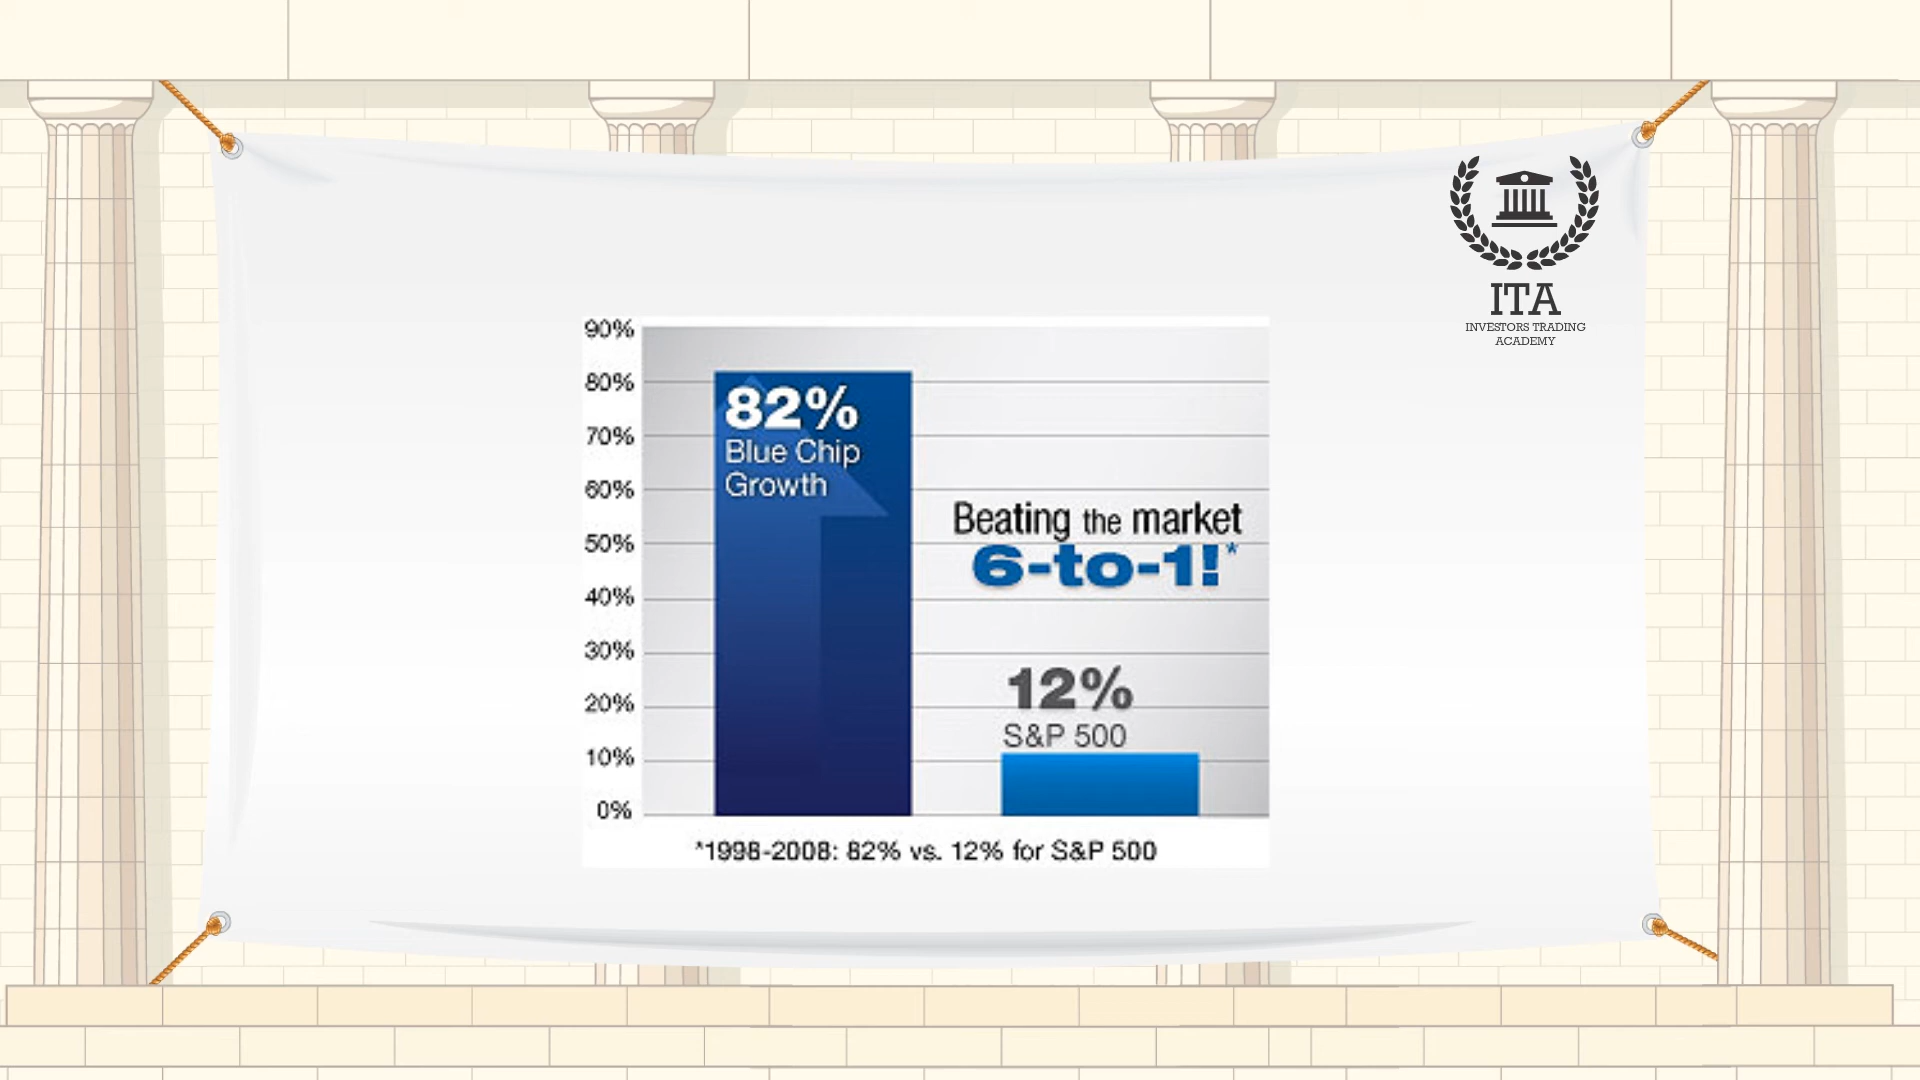 ITA
INVESTORS TRADING
ACADEMY
90%
80%
70%
60%
50%
40%
30%
20%
10%
0%
82%
Blue Chip
Growth
Beating the market
6-to-1!*
12%
S&P 500
*1998-2008: 82% vs. 12% for S&P 500